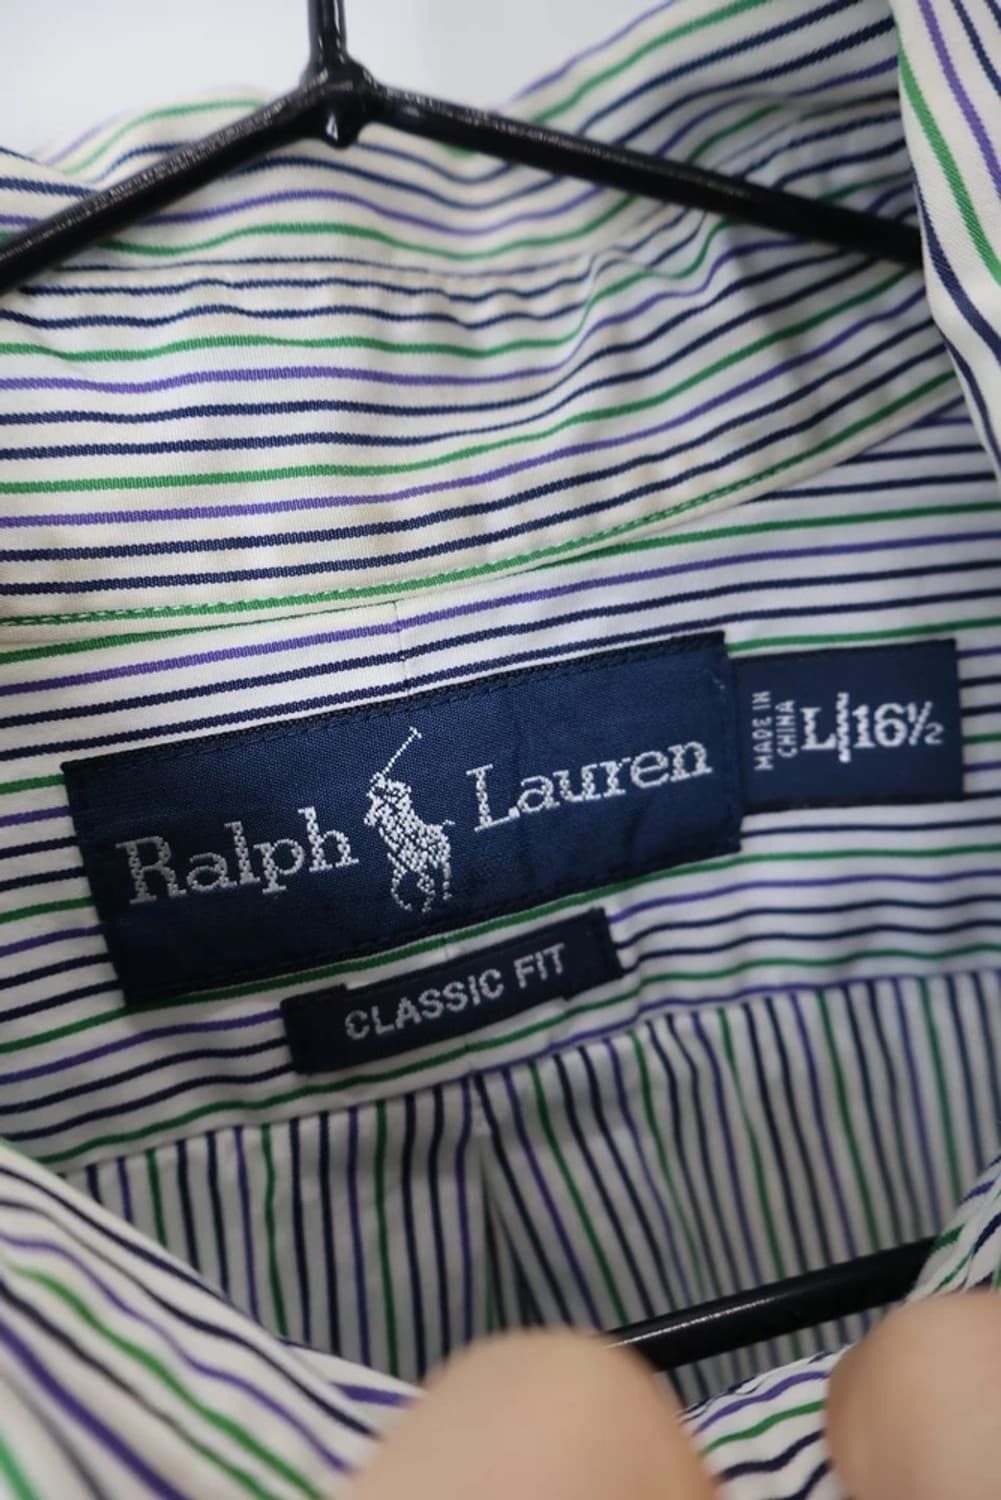 Ralph Lauren
MADE IN
CHINA
L
16½
CLASSIC FIT